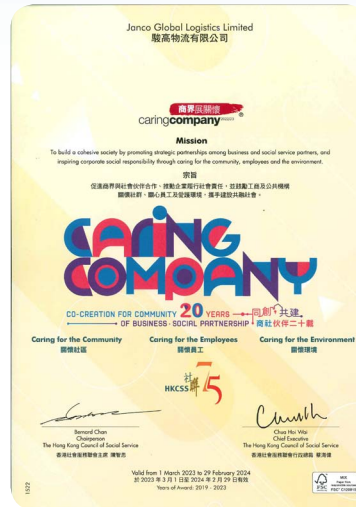 Janco Global Logistics Limited
駿高物流有限公司
商界展關懷
caringcompany
Mission
To build a cohesive society by promoting strategic partnerships among business and social service partners, and
inspiring corporate social responsibility through caring for the community, employees and the environment.
宗旨
促進商界與社會伙伴合作，推動企業履行社會責任，並鼓勵工商及公共機構
關懷社群、關心員工及愛護環境，攜手建設共融社會。
CARING
COMPANY
CO-CREATION FOR COMMUNITY 20 YEARS 同創 共建
OF BUSINESS·SOCIAL PARTNERSHIP 商社伙伴二十載
Caring for the Community Caring for the Employees Caring for the Environment
關懷社區 關懷員工 關懷環境
HKCSS 社聯 75
Bernard Chan Chua Hoi Wai
Chairperson Chief Executive
The Hong Kong Council of Social Service The Hong Kong Council of Social Service
香港社會服務聯會主席 陳智思 香港社會服務聯會行政總裁 蔡海偉
Valid from 1 March 2023 to 29 February 2024
於 2023 年 3 月 1 日至 2024 年 2 月 29 日有效
Years of Award: 2019 - 2023
1522
MIX
FSC